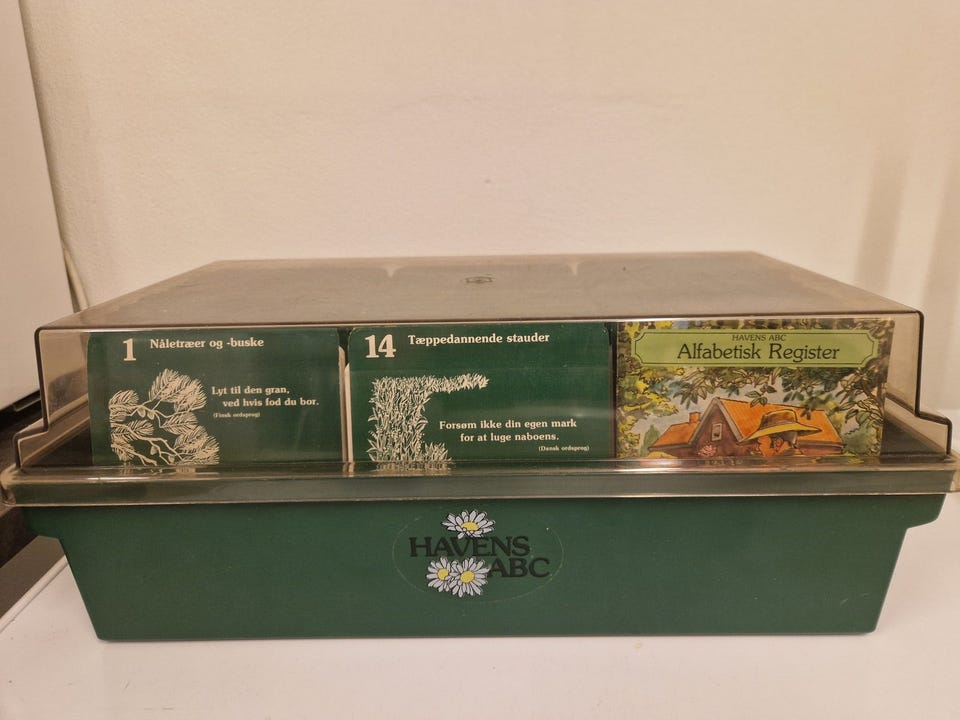 1 Nåletræer og -buske
Lyt til den gran,
ved hvis fod du bor.
(Finsk ordsprog)
14 Tæppedannende stauder
Forsøm ikke din egen mark
for at luge naboens.
(Dansk ordsprog)
HAVENS ABC
Alfabetisk Register
HAVENS
ABC